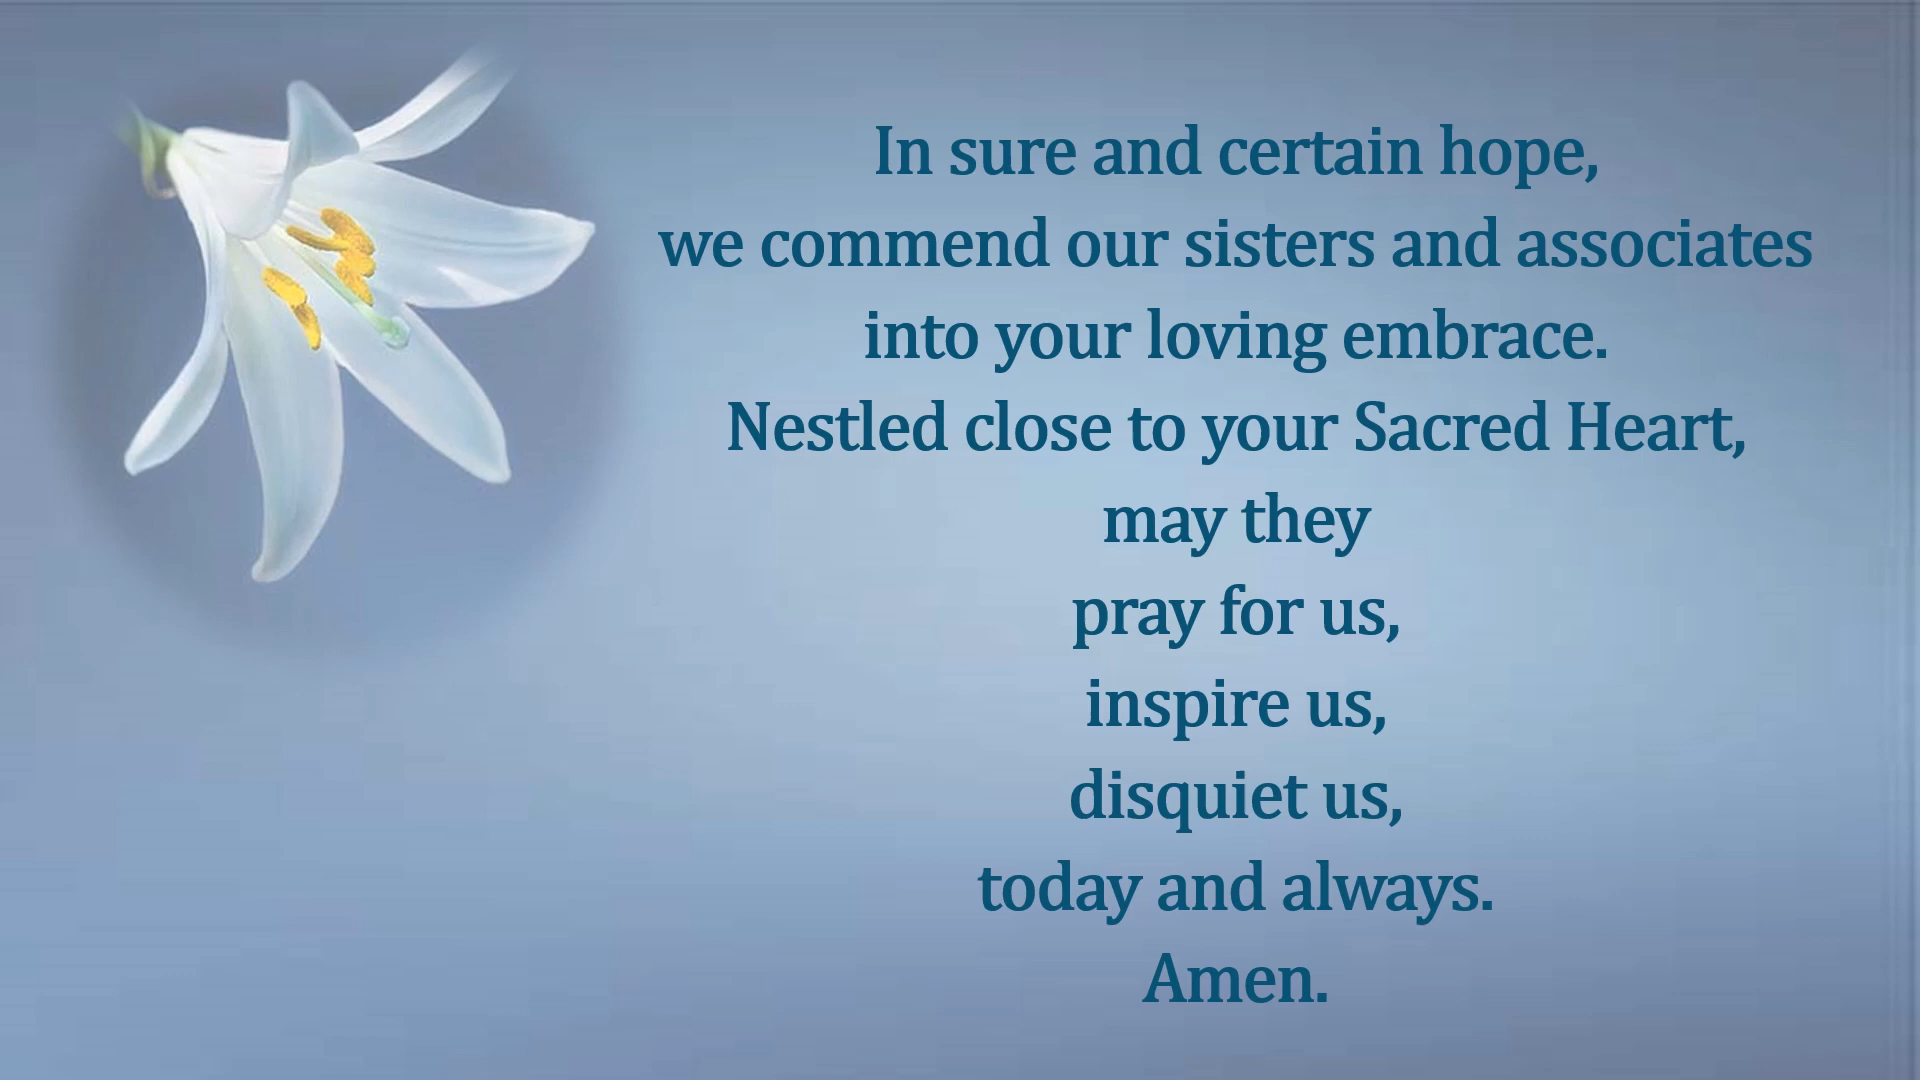 In sure and certain hope,
we commend our sisters and associates
into your loving embrace.
Nestled close to your Sacred Heart,
may they
pray for us,
inspire us,
disquiet us,
today and always.
Amen.